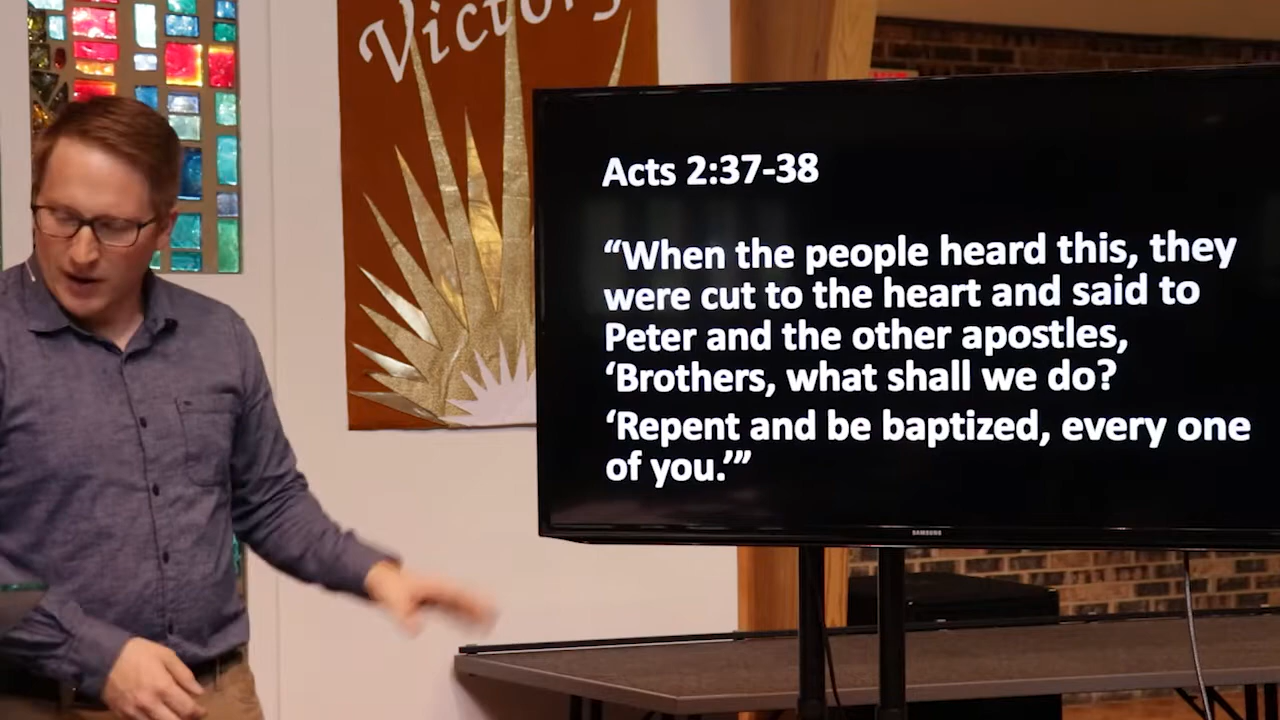 Victory
Acts 2:37-38
“When the people heard this, they
were cut to the heart and said to
Peter and the other apostles,
‘Brothers, what shall we do?
‘Repent and be baptized, every one
of you.’”
SAMSUNG